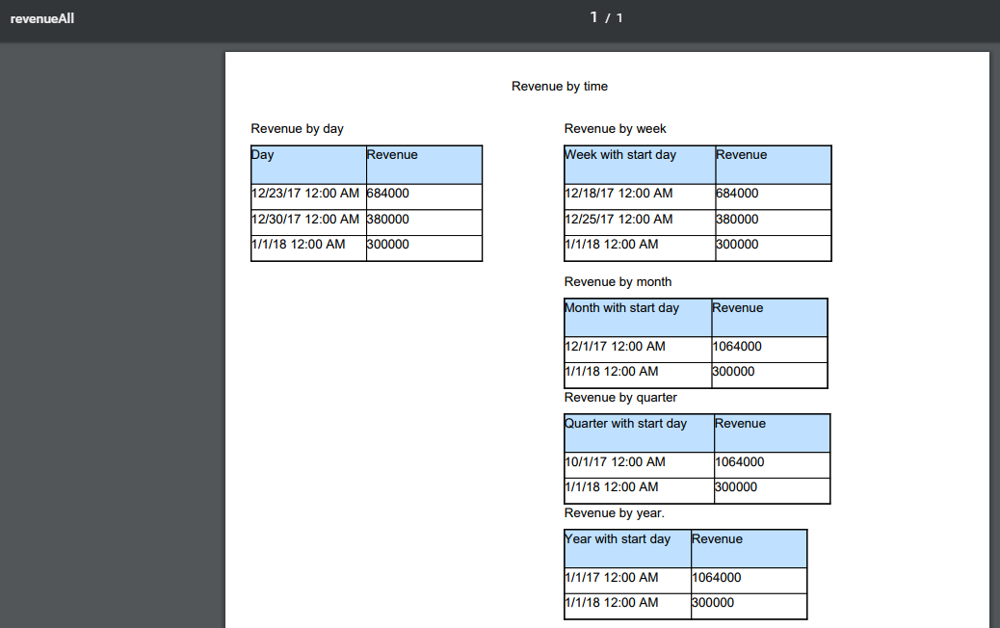 revenueAll
1 / 1
Revenue by time
Revenue by day
Day Revenue
12/23/17 12:00 AM 684000
12/30/17 12:00 AM 380000
1/1/18 12:00 AM 300000
Revenue by week
Week with start day Revenue
12/18/17 12:00 AM 684000
12/25/17 12:00 AM 380000
1/1/18 12:00 AM 300000
Revenue by month
Month with start day Revenue
12/1/17 12:00 AM 1064000
1/1/18 12:00 AM 300000
Revenue by quarter
Quarter with start day Revenue
10/1/17 12:00 AM 1064000
1/1/18 12:00 AM 300000
Revenue by year.
Year with start day Revenue
1/1/17 12:00 AM 1064000
1/1/18 12:00 AM 300000